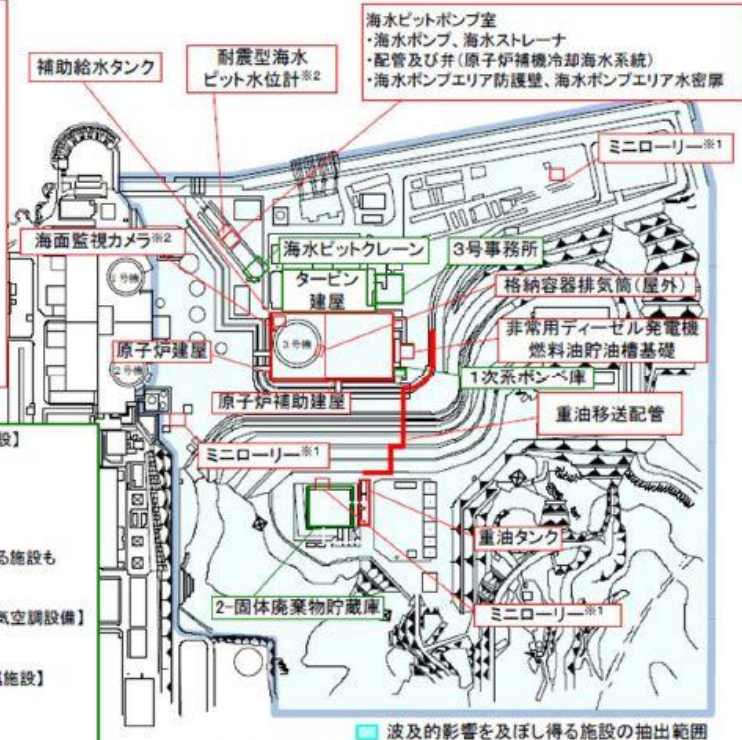 海水ピットポンプ室
・海水ポンプ、海水ストレーナ
・配管及び弁(原子炉補機冷却海水系統)
・海水ポンプエリア防護壁、海水ポンプエリア水密扉
補助給水タンク
耐震型海水
ピット水位計※2
ミニローリー※1
海面監視カメラ※2
海水ピットクレーン
3号事務所
タービン
建屋
格納容器排気筒(屋外)
1号機
3号機
原子炉建屋
2号機
非常用ディーゼル発電機
燃料油貯油槽基礎
1次系ボンベ庫
原子炉補助建屋
重油移送配管
ミニローリー※1
設】
る施設も
気空調設備】
施設】
重油タンク
2-固体廃棄物貯蔵庫
ミニローリー※1
波及的影響を及ぼし得る施設の抽出範囲